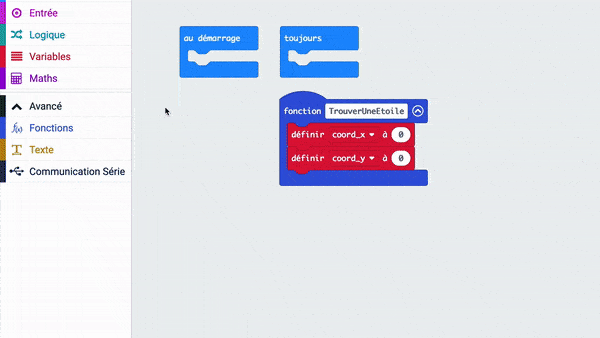 Entrée
Logique
Variables
Maths
Avancé
Fonctions
Texte
Communication Série
au démarrage
toujours
fonction TrouverUneEtoile
définir coord_x à 0
définir coord_y à 0